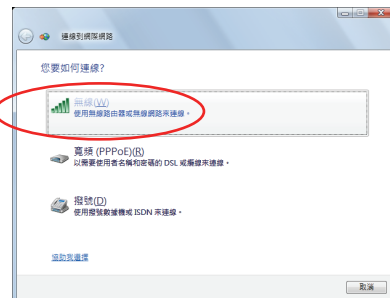 連線到網際網路
您要如何連線?
無線(W)
使用無線路由器或無線網路來連線。
寬頻 (PPPoE)(R)
以需要使用者名稱和密碼的 DSL 或纜線來連線。
撥號(D)
使用撥號數據機或 ISDN 來連線。
協助我選擇
取消